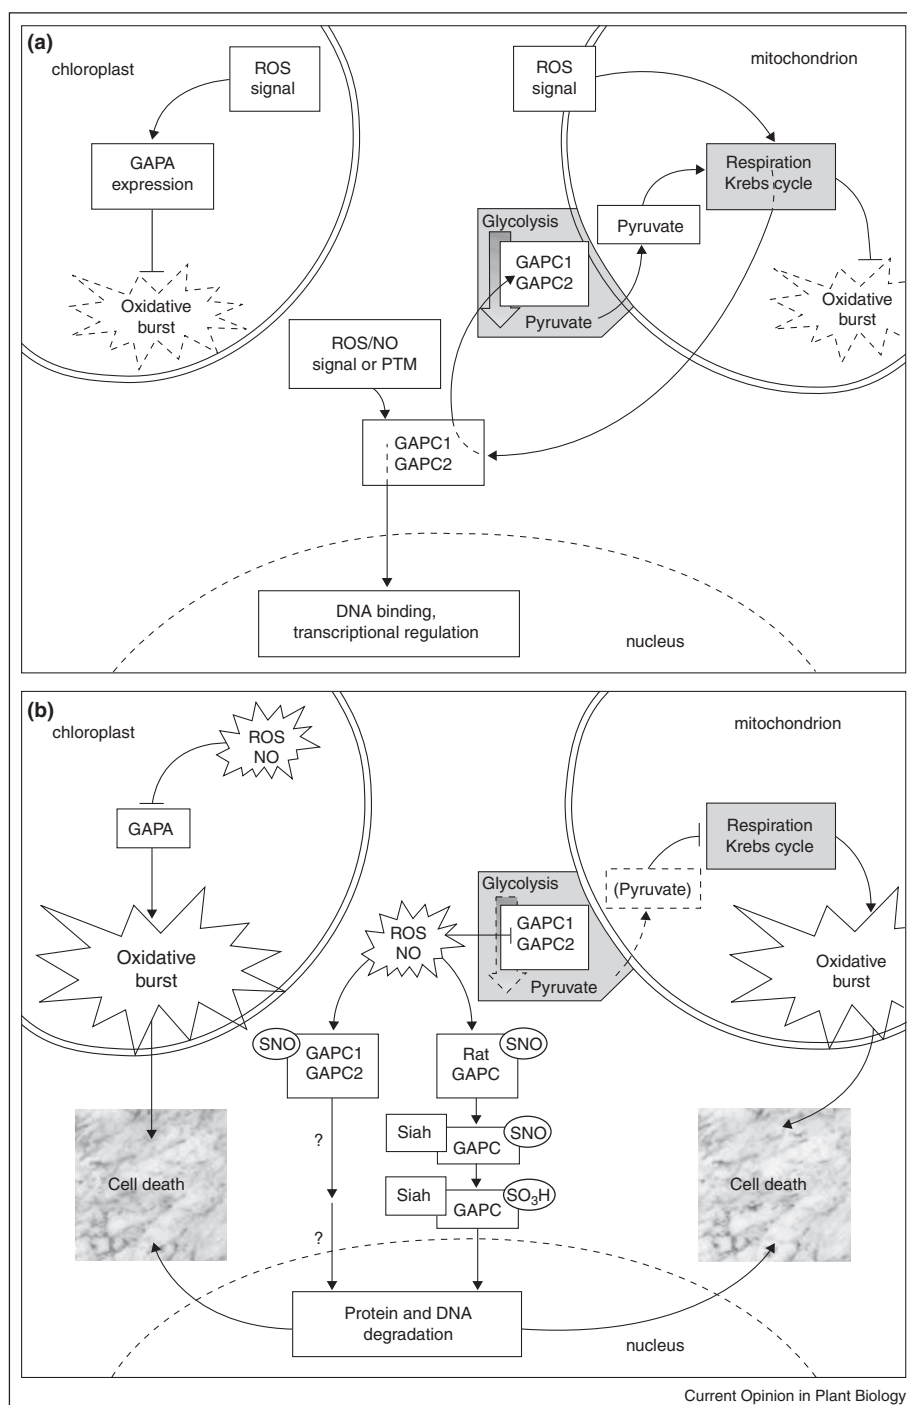 (a)
chloroplast
ROS
signal
GAPA
expression
Oxidative
burst
ROS
signal
mitochondrion
Respiration
Krebs cycle
Glycolysis
GAPC1
GAPC2
Pyruvate
Pyruvate
Oxidative
burst
ROS/NO
signal or PTM
GAPC1
GAPC2
DNA binding,
transcriptional regulation
nucleus
(b)
chloroplast
ROS
NO
GAPA
Oxidative
burst
mitochondrion
Respiration
Krebs cycle
Glycolysis
GAPC1
GAPC2
Pyruvate
(Pyruvate)
Oxidative
burst
ROS
NO
SNO
GAPC1
GAPC2
Rat
GAPC
SNO
?
Siah
GAPC
SNO
Siah
GAPC
SO3H
?
Cell death
Cell death
Protein and DNA
degradation
nucleus
Current Opinion in Plant Biology